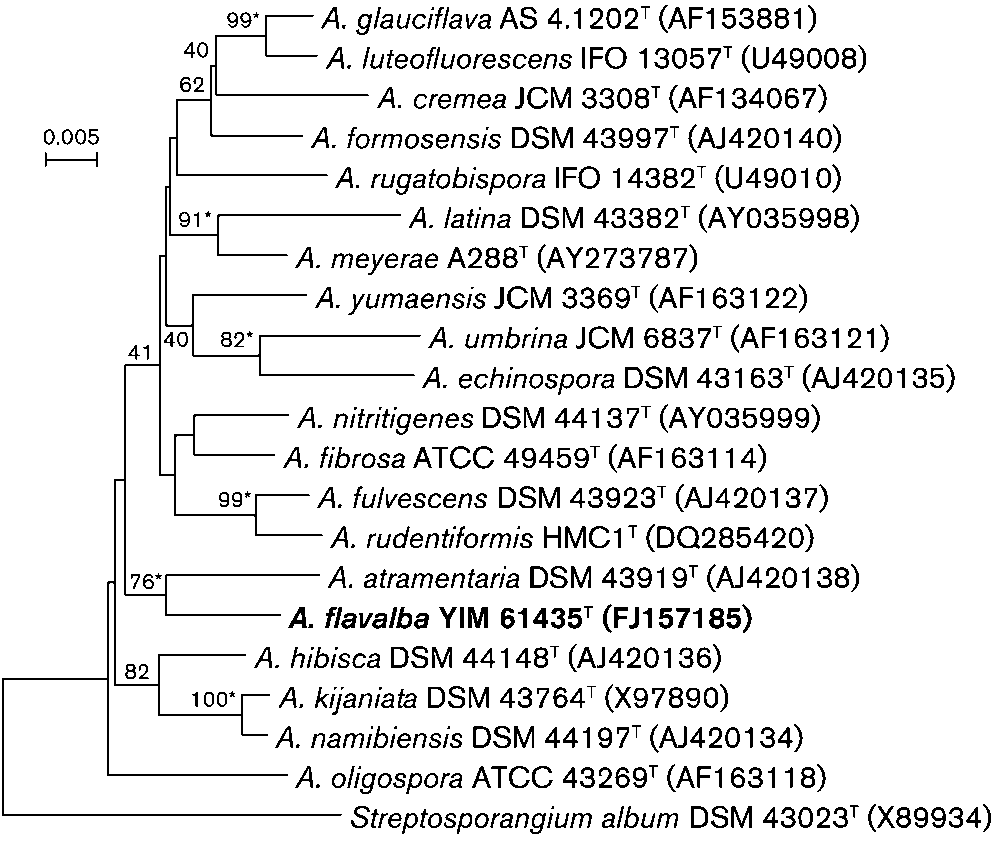 99*
A. glauciflava AS 4.1202ᵀ (AF153881)
40
A. luteofluorescens IFO 13057ᵀ (U49008)
62
A. cremea JCM 3308ᵀ (AF134067)
0.005
A. formosensis DSM 43997ᵀ (AJ420140)
A. rugatobispora IFO 14382ᵀ (U49010)
91*
A. latina DSM 43382ᵀ (AY035998)
A. meyerae A288ᵀ (AY273787)
A. yumaensis JCM 3369ᵀ (AF163122)
40
82*
A. umbrina JCM 6837ᵀ (AF163121)
41
A. echinospora DSM 43163ᵀ (AJ420135)
A. nitritigenes DSM 44137ᵀ (AY035999)
A. fibrosa ATCC 49459ᵀ (AF163114)
99*
A. fulvescens DSM 43923ᵀ (AJ420137)
A. rudentiformis HMC1ᵀ (DQ285420)
76*
A. atramentaria DSM 43919ᵀ (AJ420138)
A. flavalba YIM 61435ᵀ (FJ157185)
82
A. hibisca DSM 44148ᵀ (AJ420136)
100*
A. kijaniata DSM 43764ᵀ (X97890)
A. namibiensis DSM 44197ᵀ (AJ420134)
A. oligospora ATCC 43269ᵀ (AF163118)
Streptosporangium album DSM 43023ᵀ (X89934)